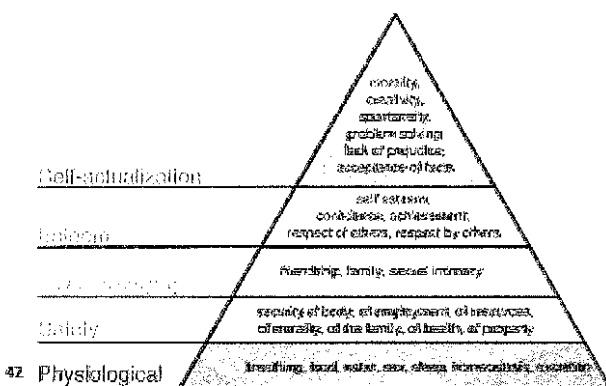 morality,
creativity,
spontaneity,
problem solving,
lack of prejudice,
acceptance of facts
Self-actualization
self esteem,
confidence, achievement,
respect of others, respect by others
Esteem
friendship, family, sexual intimacy
security of body, of employment, of resources,
of morality, of the family, of health, of property
Safety
breathing, food, water, sex, sleep, homeostasis, excretion
42 Physiological